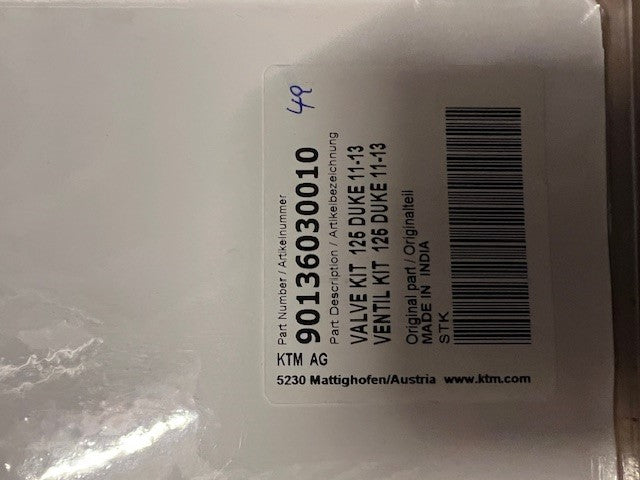 49
Part Number / Artikelnummer
90136030010
Part Description / Artikelbezeichnung
VALVE KIT 125 DUKE 11-13
VENTIL KIT 125 DUKE 11-13
Original part / Originalteil
MADE IN INDIA
STK
KTM AG
5230 Mattighofen/Austria www.ktm.com